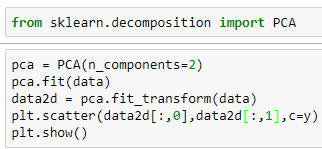 from sklearn.decomposition import PCA
pca = PCA(n_components=2)
pca.fit(data)
data2d = pca.fit_transform(data)
plt.scatter(data2d[:,0],data2d[:,1],c=y)
plt.show()